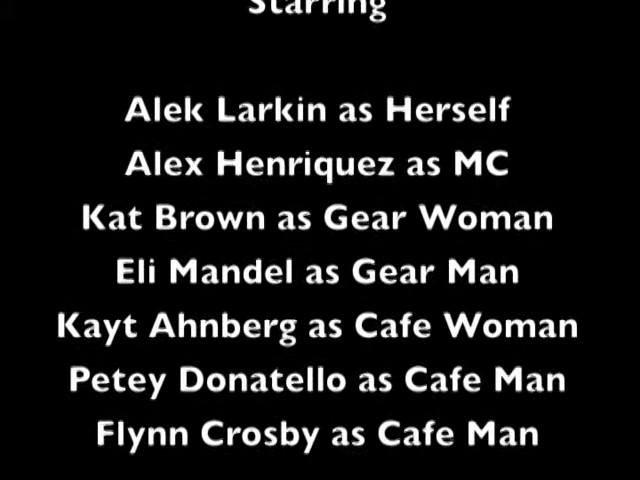 Starring
Alek Larkin as Herself
Alex Henriquez as MC
Kat Brown as Gear Woman
Eli Mandel as Gear Man
Kayt Ahnberg as Cafe Woman
Petey Donatello as Cafe Man
Flynn Crosby as Cafe Man